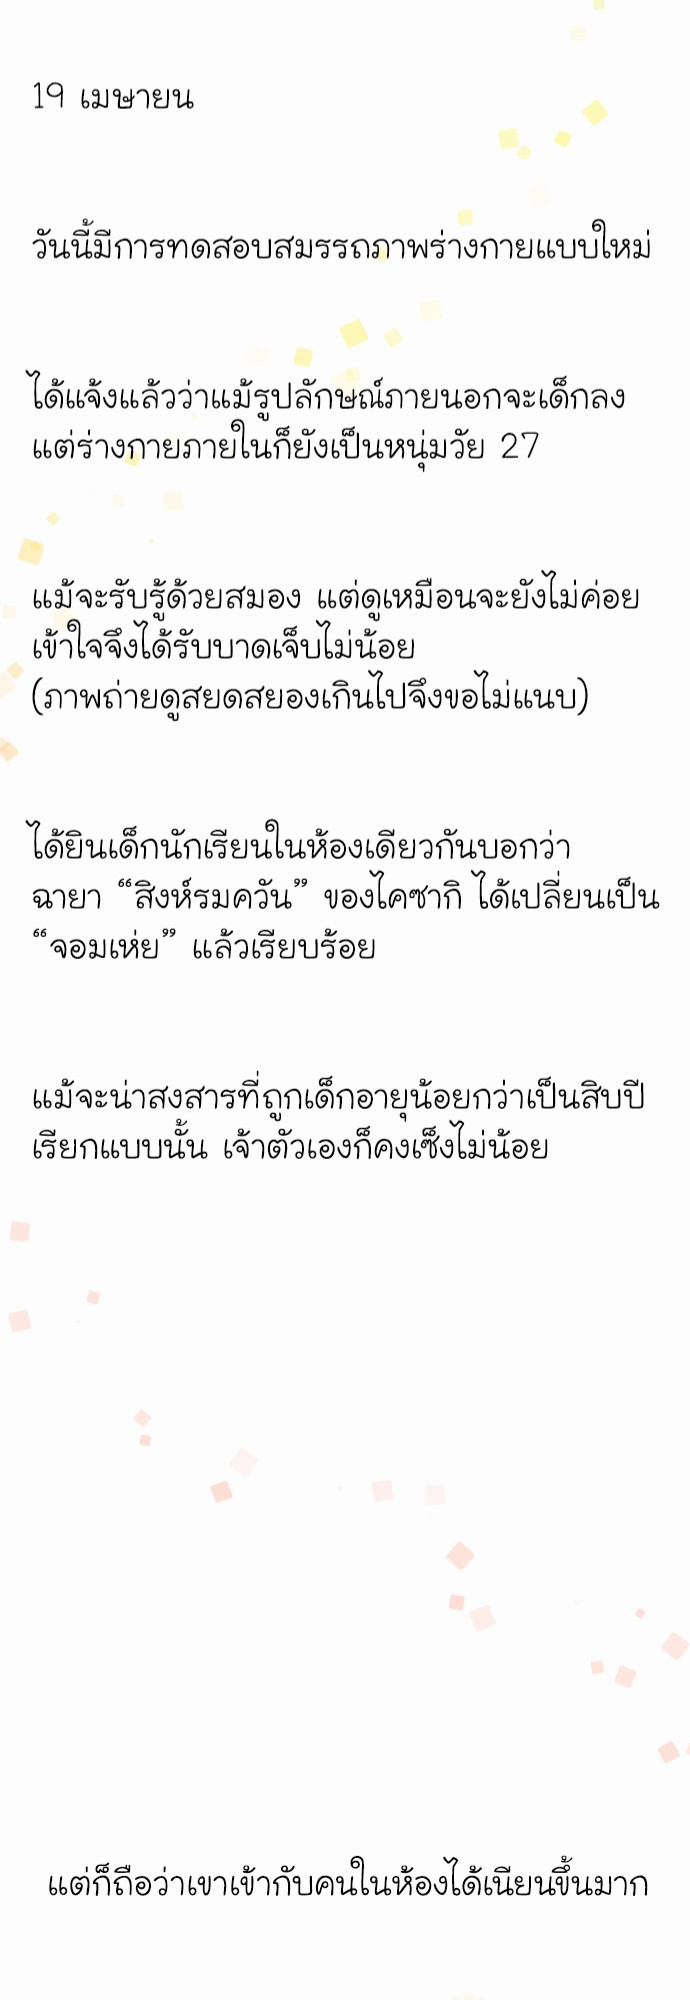 19 เมษายน
วันนี้มีการทดสอบสมรรถภาพร่างกายแบบใหม่
ได้แจ้งแล้วว่าแม้รูปลักษณ์ภายนอกจะเด็กลง
แต่ร่างกายภายในก็ยังเป็นหนุ่มวัย 27
แม้จะรับรู้ด้วยสมอง แต่ดูเหมือนจะยังไม่ค่อย
เข้าใจจึงได้รับบาดเจ็บไม่น้อย
(ภาพถ่ายดูสยดสยองเกินไปจึงขอไม่แนบ)
ได้ยินเด็กนักเรียนในห้องเดียวกันบอกว่า
ฉายา “สิงห์รมควัน” ของไคซากิ ได้เปลี่ยนเป็น
“จอมเห่ย” แล้วเรียบร้อย
แม้จะน่าสงสารที่ถูกเด็กอายุน้อยกว่าเป็นสิบปี
เรียกแบบนั้น เจ้าตัวเองก็คงเซ็งไม่น้อย
แต่ก็ถือว่าเขาเข้ากับคนในห้องได้เนียนขึ้นมาก